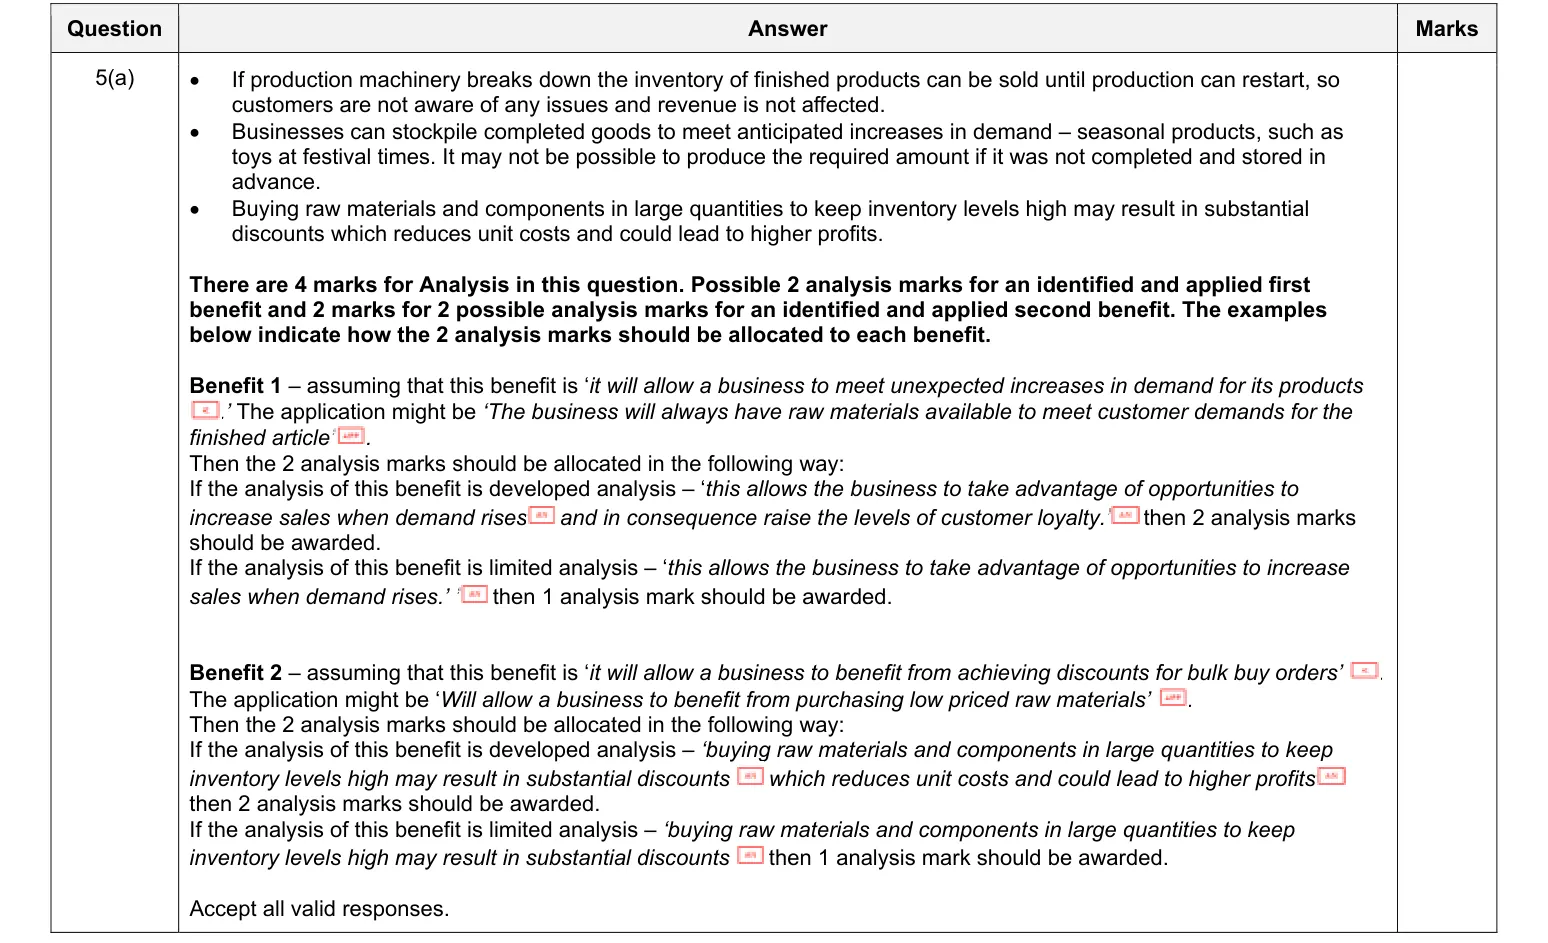 Question Answer Marks
5(a)
• If production machinery breaks down the inventory of finished products can be sold until production can restart, so
customers are not aware of any issues and revenue is not affected.
• Businesses can stockpile completed goods to meet anticipated increases in demand – seasonal products, such as
toys at festival times. It may not be possible to produce the required amount if it was not completed and stored in
advance.
• Buying raw materials and components in large quantities to keep inventory levels high may result in substantial
discounts which reduces unit costs and could lead to higher profits.
There are 4 marks for Analysis in this question. Possible 2 analysis marks for an identified and applied first
benefit and 2 marks for 2 possible analysis marks for an identified and applied second benefit. The examples
below indicate how the 2 analysis marks should be allocated to each benefit.
Benefit 1 – assuming that this benefit is ‘it will allow a business to meet unexpected increases in demand for its products
.’ The application might be ‘The business will always have raw materials available to meet customer demands for the
finished article’ APP.
Then the 2 analysis marks should be allocated in the following way:
If the analysis of this benefit is developed analysis – ‘this allows the business to take advantage of opportunities to
increase sales when demand rises AN and in consequence raise the levels of customer loyalty.’ AN then 2 analysis marks
should be awarded.
If the analysis of this benefit is limited analysis – ‘this allows the business to take advantage of opportunities to increase
sales when demand rises.’ ’ AN then 1 analysis mark should be awarded.
Benefit 2 – assuming that this benefit is ‘it will allow a business to benefit from achieving discounts for bulk buy orders’ .
The application might be ‘Will allow a business to benefit from purchasing low priced raw materials’ APP.
Then the 2 analysis marks should be allocated in the following way:
If the analysis of this benefit is developed analysis – ‘buying raw materials and components in large quantities to keep
inventory levels high may result in substantial discounts AN which reduces unit costs and could lead to higher profits AN
then 2 analysis marks should be awarded.
If the analysis of this benefit is limited analysis – ‘buying raw materials and components in large quantities to keep
inventory levels high may result in substantial discounts AN then 1 analysis mark should be awarded.
Accept all valid responses.